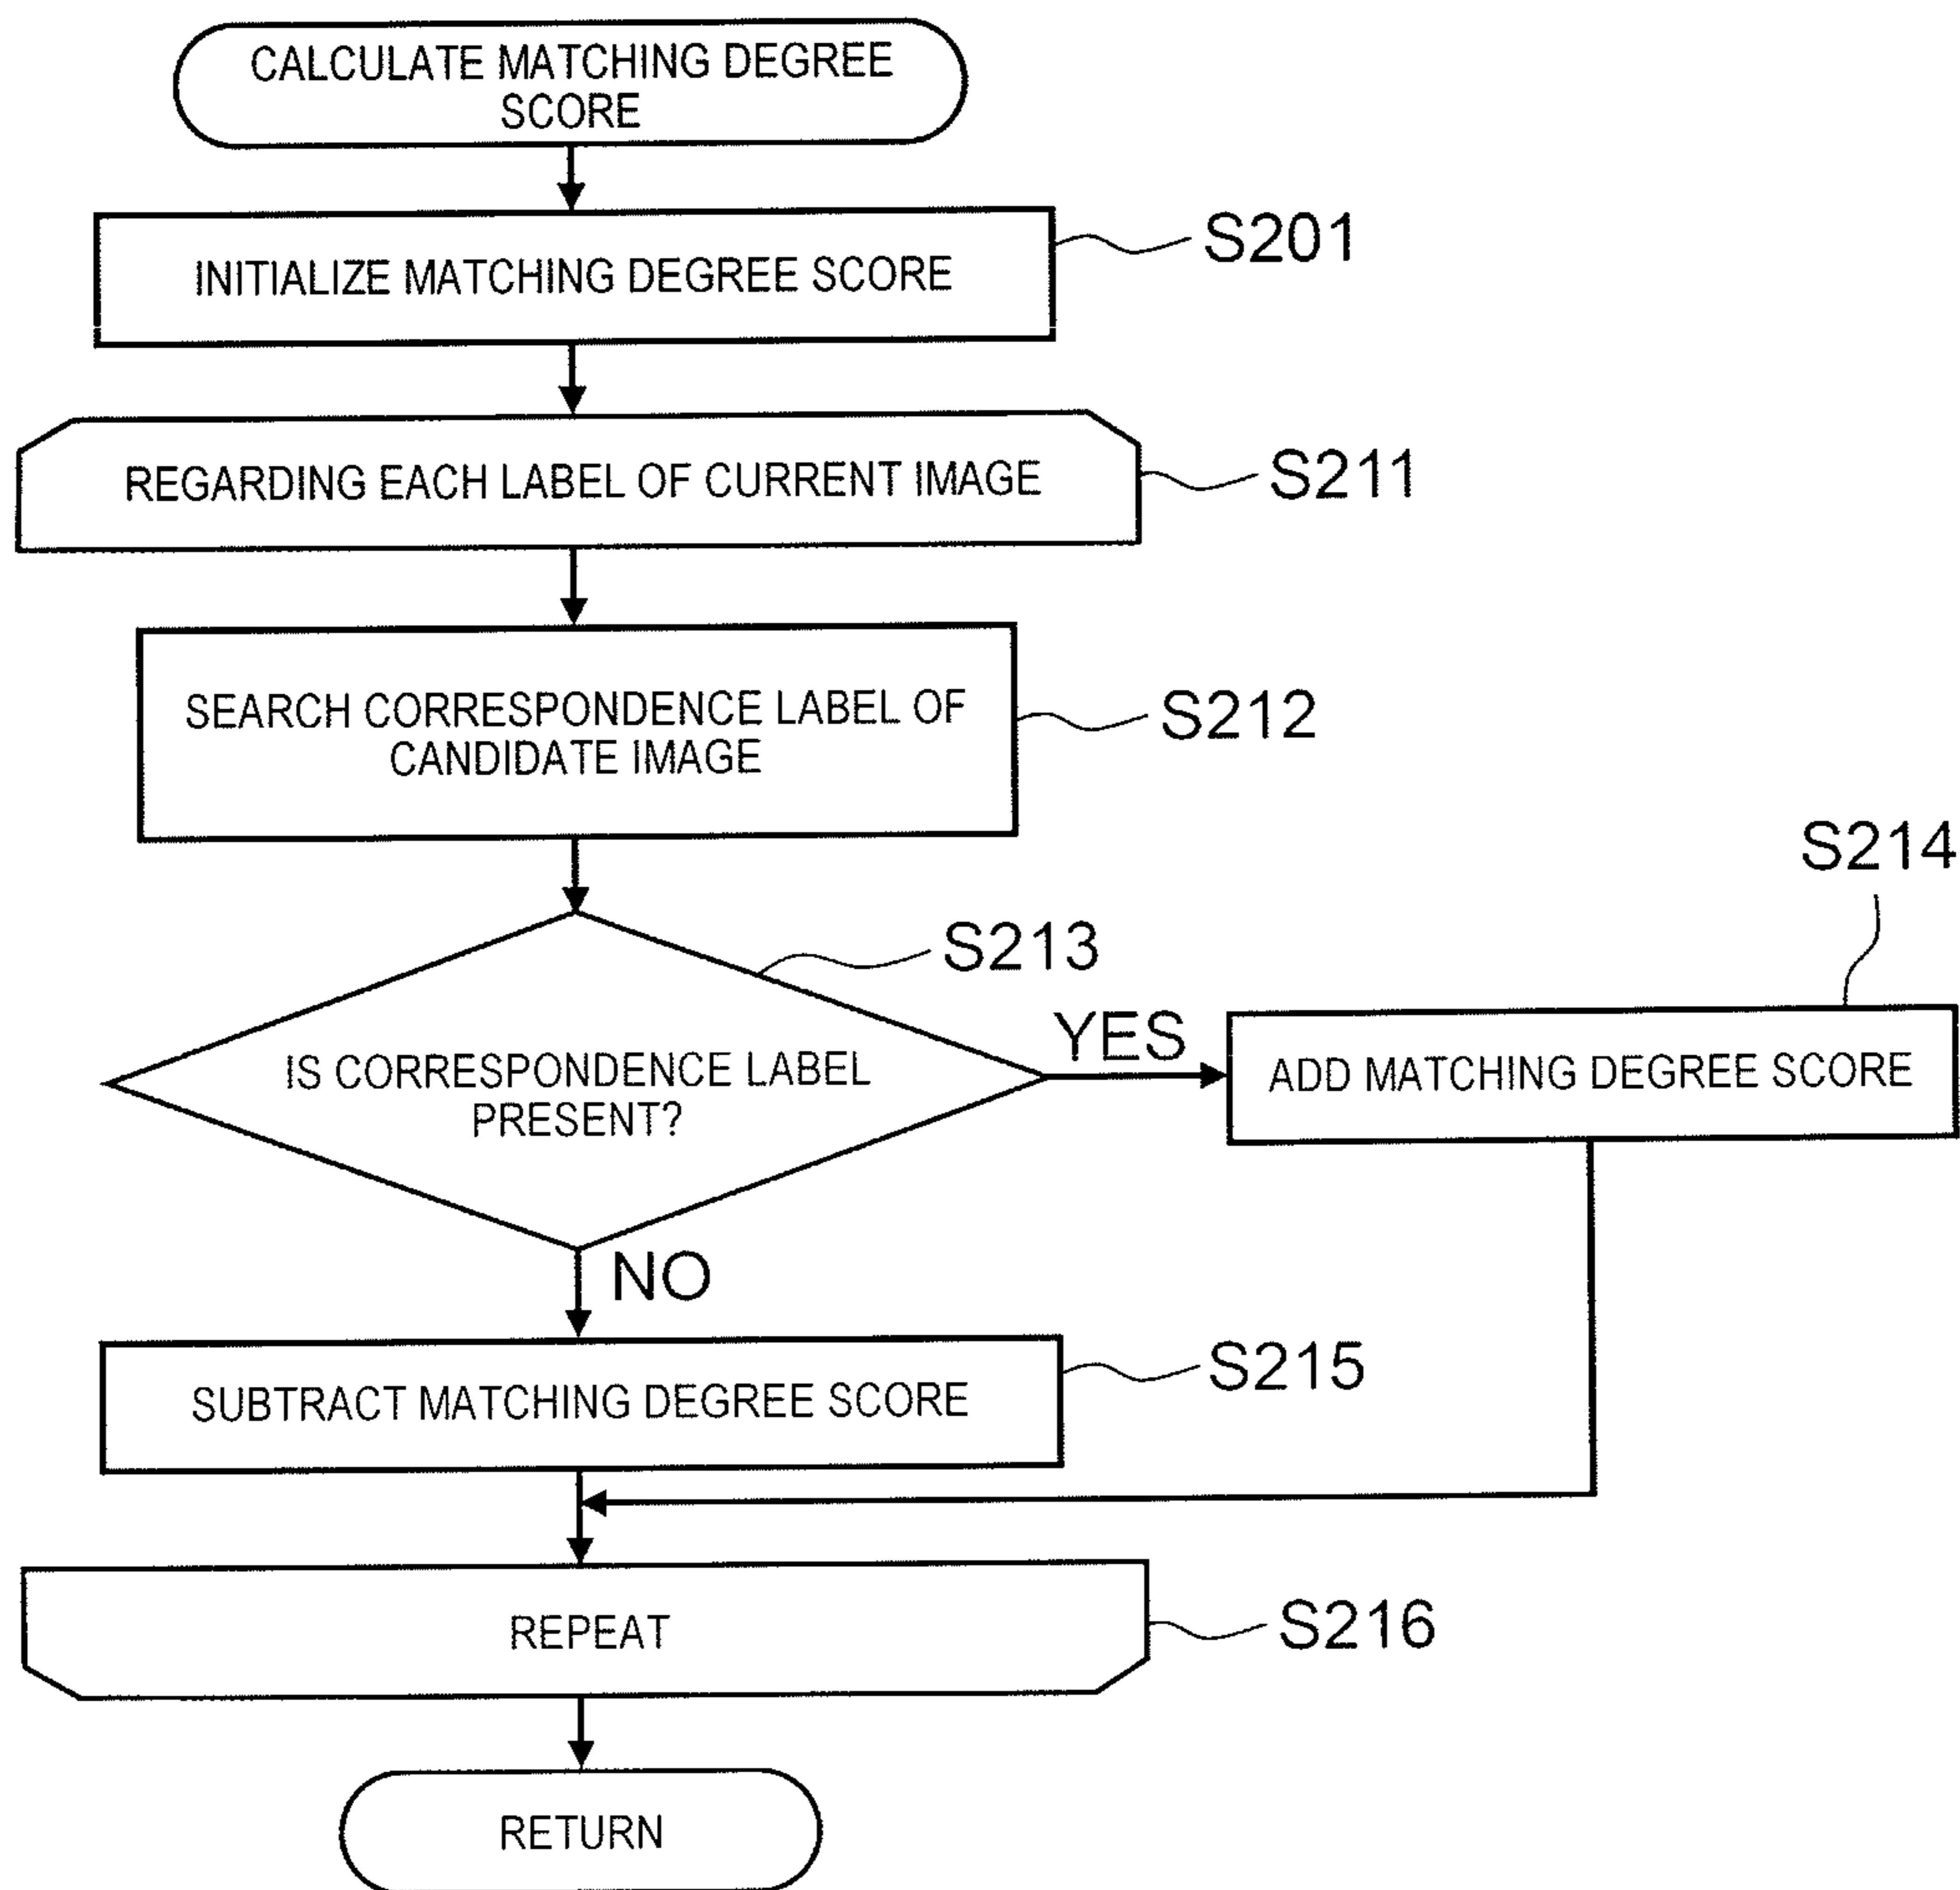 CALCULATE MATCHING DEGREE
SCORE
INITIALIZE MATCHING DEGREE SCORE
S201
REGARDING EACH LABEL OF CURRENT IMAGE
S211
SEARCH CORRESPONDENCE LABEL OF
CANDIDATE IMAGE
S212
IS CORRESPONDENCE LABEL
PRESENT?
S213
YES
S214
ADD MATCHING DEGREE SCORE
NO
SUBTRACT MATCHING DEGREE SCORE
S215
REPEAT
S216
RETURN